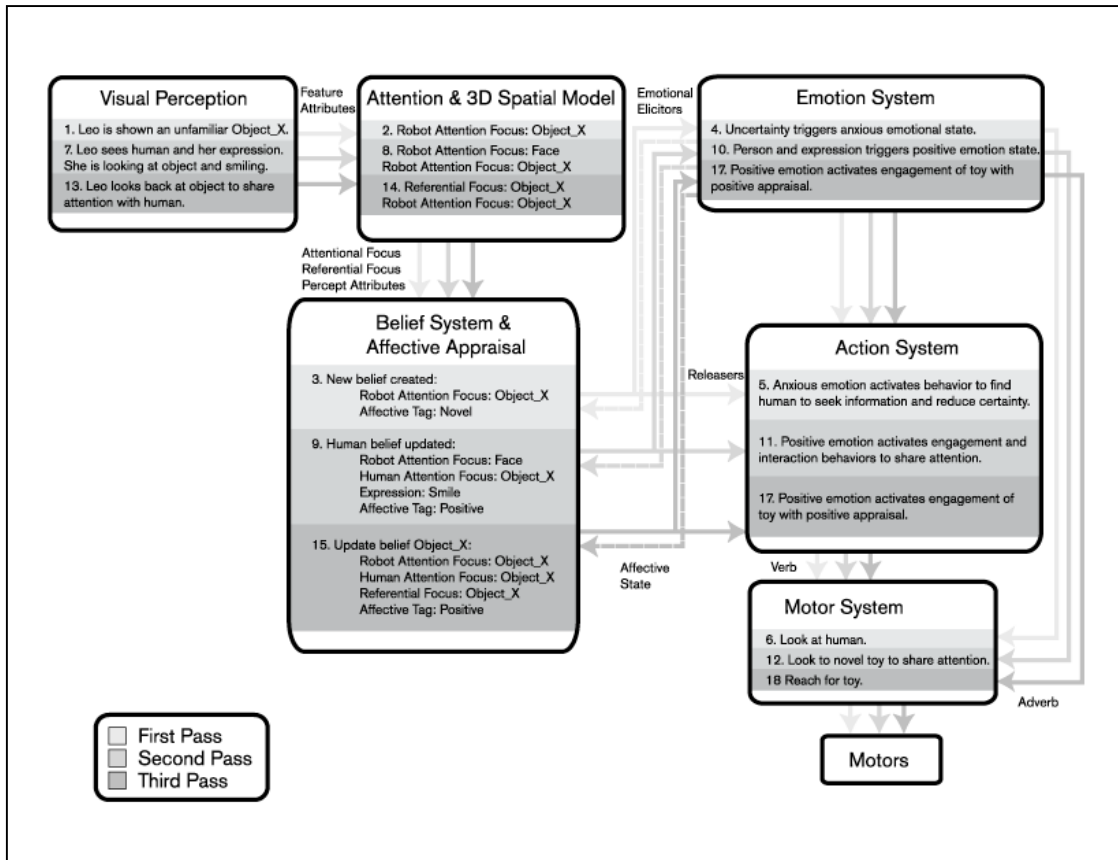 Visual Perception
1. Leo is shown an unfamiliar Object_X.
7. Leo sees human and her expression.
She is looking at object and smiling.
13. Leo looks back at object to share
attention with human.
Feature
Attributes
Attention & 3D Spatial Model
2. Robot Attention Focus: Object_X
8. Robot Attention Focus: Face
Robot Attention Focus: Object_X
14. Referential Focus: Object_X
Robot Attention Focus: Object_X
Emotional
Elicitors
Emotion System
4. Uncertainty triggers anxious emotional state.
10. Person and expression triggers positive emotion state.
17. Positive emotion activates engagement of toy with
positive appraisal.
Attentional Focus
Referential Focus
Percept Attributes
Belief System &
Affective Appraisal
3. New belief created:
Robot Attention Focus: Object_X
Affective Tag: Novel
9. Human belief updated:
Robot Attention Focus: Face
Human Attention Focus: Object_X
Expression: Smile
Affective Tag: Positive
15. Update belief Object_X:
Robot Attention Focus: Object_X
Human Attention Focus: Object_X
Referential Focus: Object_X
Affective Tag: Positive
Releasers
Affective
State
Action System
5. Anxious emotion activates behavior to find
human to seek information and reduce certainty.
11. Positive emotion activates engagement and
interaction behaviors to share attention.
17. Positive emotion activates engagement of
toy with positive appraisal.
Verb
Motor System
6. Look at human.
12. Look to novel toy to share attention.
18 Reach for toy.
Adverb
Motors
First Pass
Second Pass
Third Pass